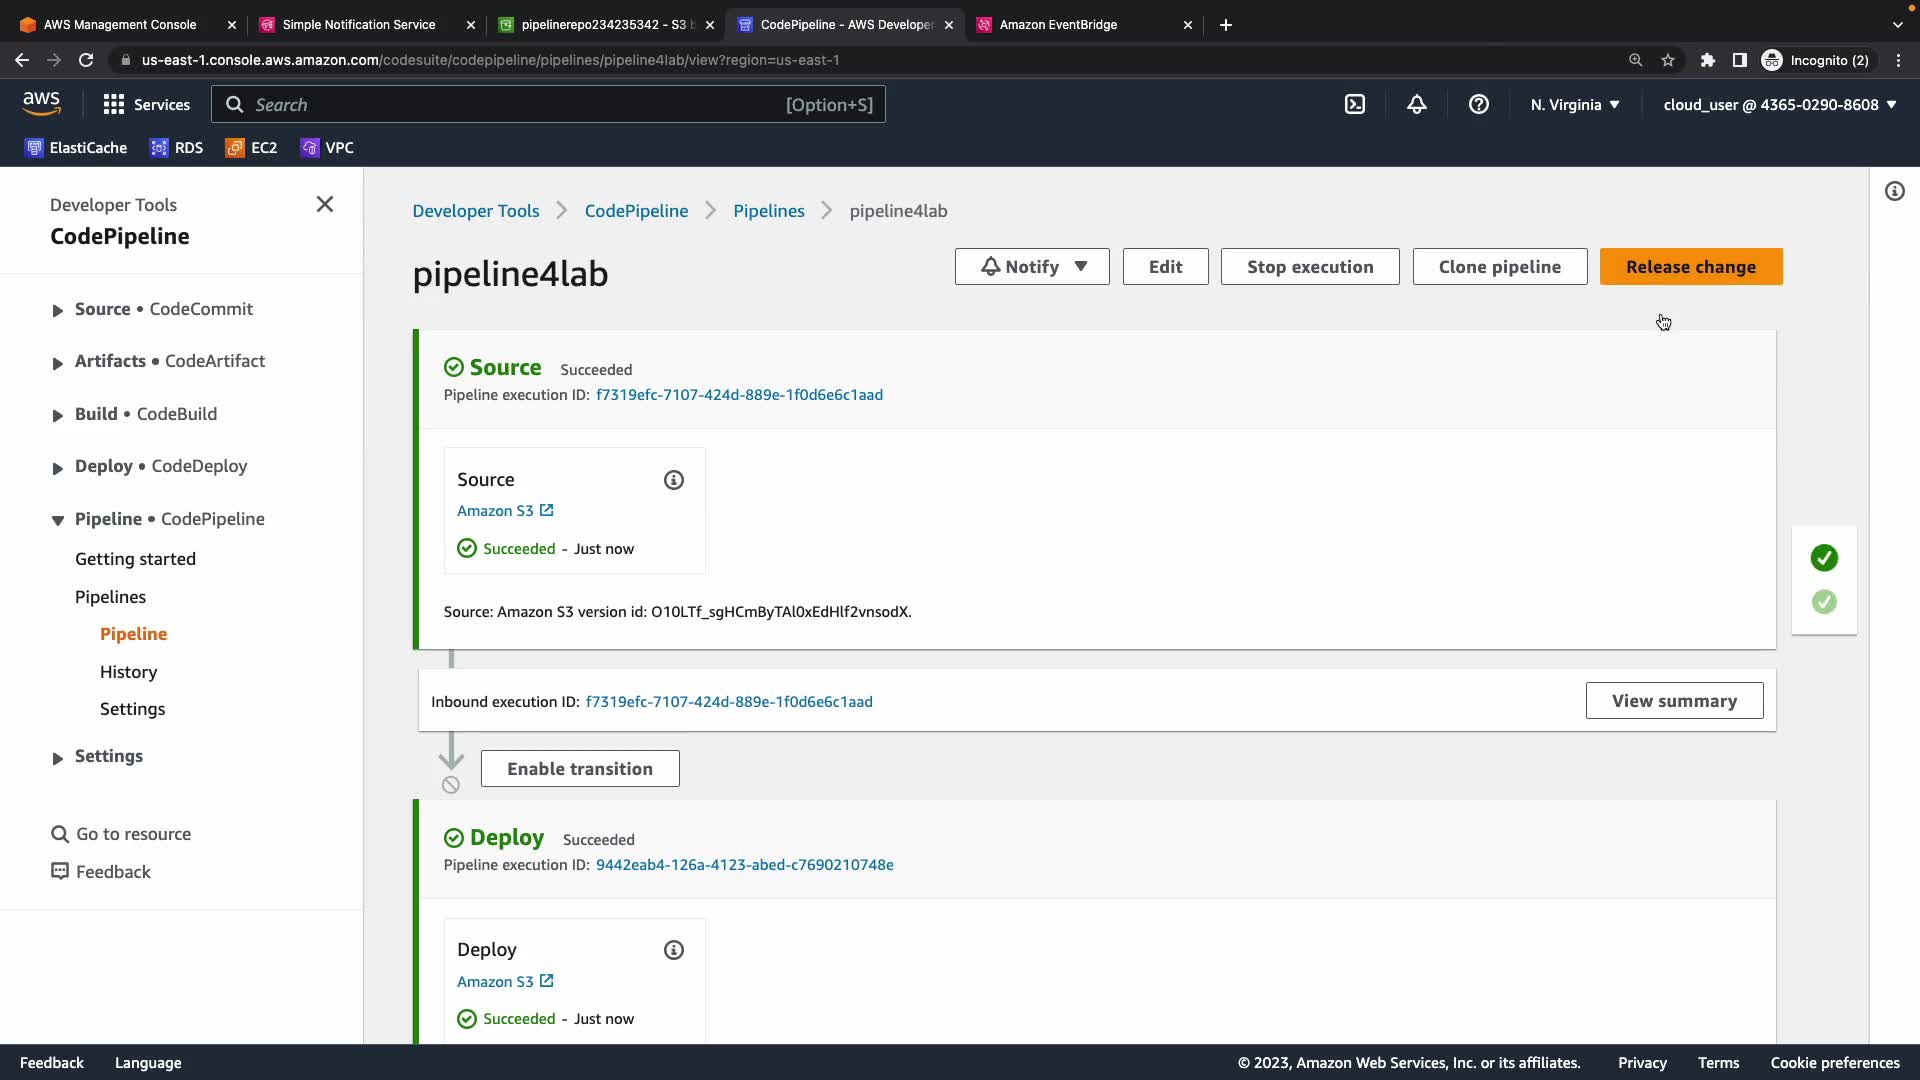 AWS Management Console
Simple Notification Service
pipelinerepo234235342 - S3 b
CodePipeline - AWS Developer
Amazon EventBridge
us-east-1.console.aws.amazon.com/codesuite/codepipeline/pipelines/pipeline4lab/view?region=us-east-1
Incognito (2)
aws
Services
Search
[Option+S]
N. Virginia
cloud_user @ 4365-0290-8608
ElastiCache
RDS
EC2
VPC
Developer Tools
CodePipeline
Source • CodeCommit
Artifacts • CodeArtifact
Build • CodeBuild
Deploy • CodeDeploy
Pipeline • CodePipeline
Getting started
Pipelines
Pipeline
History
Settings
Settings
Go to resource
Feedback
Developer Tools
CodePipeline
Pipelines
pipeline4lab
pipeline4lab
Notify
Edit
Stop execution
Clone pipeline
Release change
Source Succeeded
Pipeline execution ID: f7319efc-7107-424d-889e-1f0d6e6c1aad
Source
Amazon S3
Succeeded - Just now
Source: Amazon S3 version id: O10LTf_sgHCmByTAl0xEdHlf2vnsodX.
Inbound execution ID: f7319efc-7107-424d-889e-1f0d6e6c1aad
View summary
Enable transition
Deploy Succeeded
Pipeline execution ID: 9442eab4-126a-4123-abed-c7690210748e
Deploy
Amazon S3
Succeeded - Just now
Feedback
Language
© 2023, Amazon Web Services, Inc. or its affiliates.
Privacy
Terms
Cookie preferences